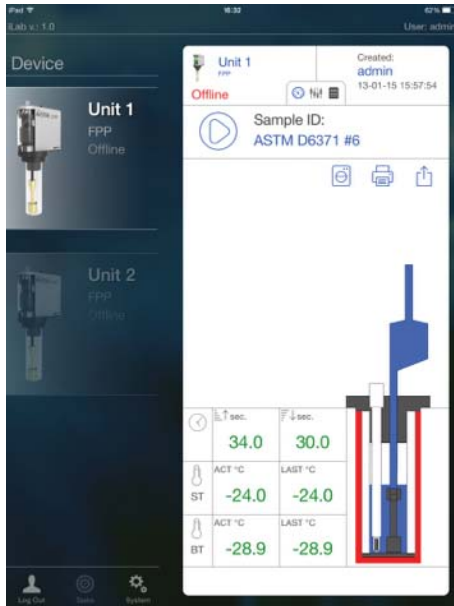 iPad
16:32
62%
iLab v.: 1.0
User: admin
Device
Unit 1
FPP
Offline
Unit 2
FPP
Offline
Unit 1
FPP
Offline
Created:
admin
13-01-15 15:57:54
Sample ID:
ASTM D6371 #6
sec.
34.0
sec.
30.0
ST
ACT °C
-24.0
LAST °C
-24.0
BT
ACT °C
-28.9
LAST °C
-28.9
Log Out
Tasks
System